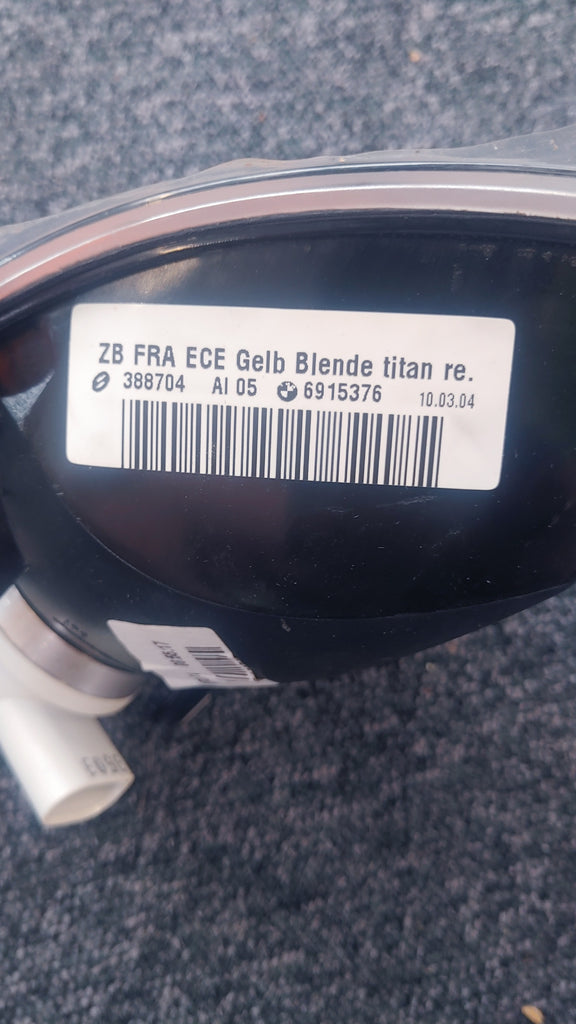 ZB FRA ECE Gelb Blende titan re.
388704 AI 05 6915376 10.03.04